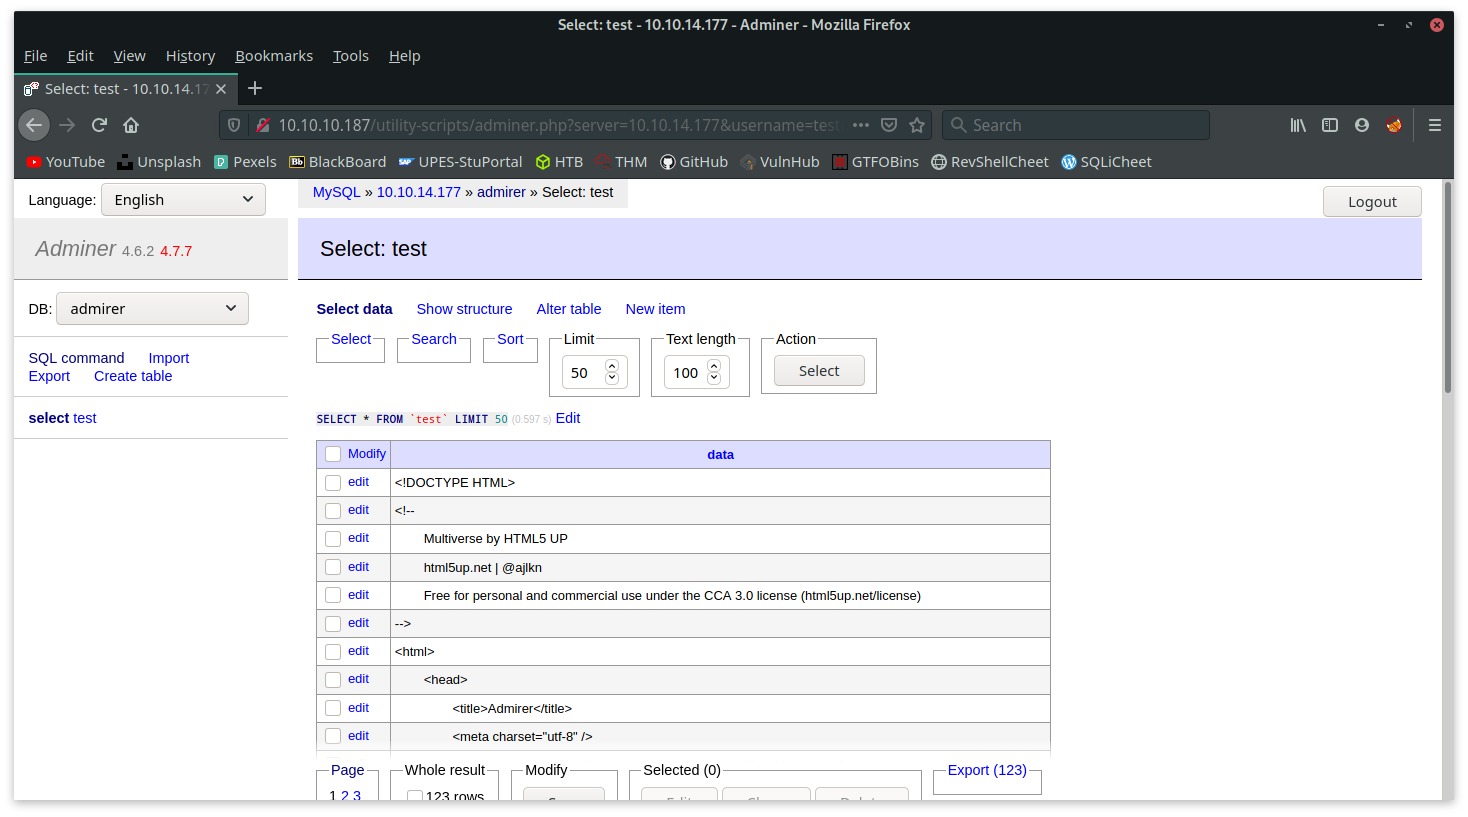 Select: test - 10.10.14.177 - Adminer - Mozilla Firefox
File Edit View History Bookmarks Tools Help
Select: test - 10.10.14.17
10.10.10.187/utility-scripts/adminer.php?server=10.10.14.177&username=test Search
YouTube Unsplash Pexels BlackBoard UPES-StuPortal HTB THM GitHub VulnHub GTFOBins RevShellCheet SQLiCheet
Language: English
MySQL » 10.10.14.177 » admirer » Select: test
Logout
Adminer 4.6.2 4.7.7
Select: test
DB: admirer
SQL command Import
Export Create table
select test
Select data Show structure Alter table New item
Select Search Sort Limit Text length Action
50 100 Select
SELECT * FROM `test` LIMIT 50 (0.597 s) Edit
Modify data
edit <!DOCTYPE HTML>
edit <!--
edit Multiverse by HTML5 UP
edit html5up.net | @ajlkn
edit Free for personal and commercial use under the CCA 3.0 license (html5up.net/license)
edit -->
edit <html>
edit <head>
edit <title>Admirer</title>
edit <meta charset="utf-8" />
Page Whole result Modify Selected (0) Export (123)
1 2 3 123 rows